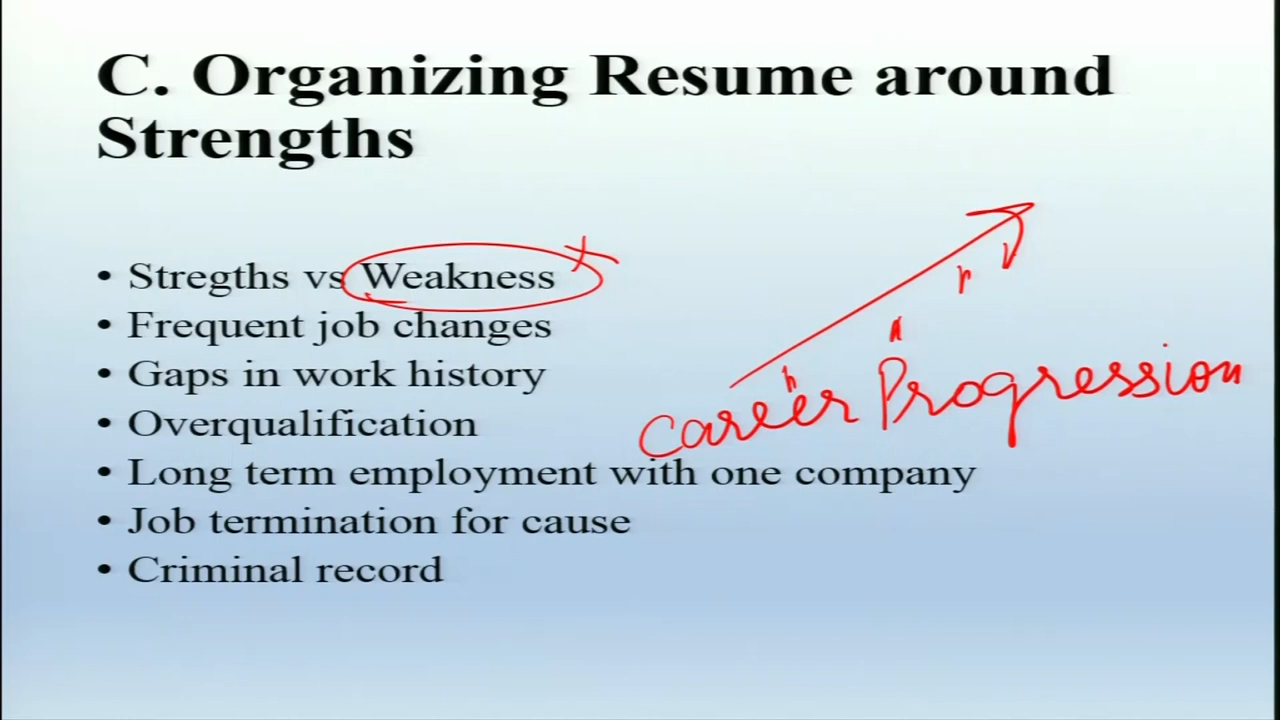 C. Organizing Resume around
Strengths
• Stregths vs Weakness
• Frequent job changes
• Gaps in work history
• Overqualification
Career Progression
• Long term employment with one company
• Job termination for cause
• Criminal record